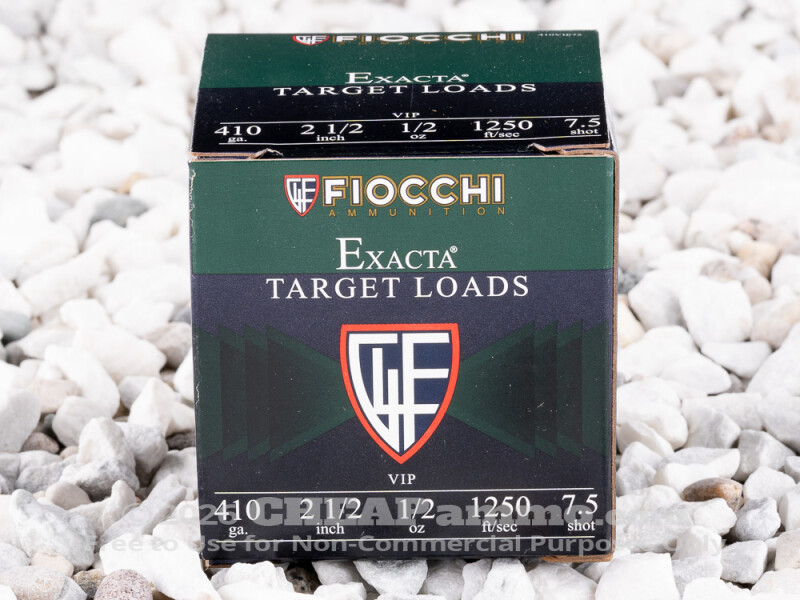 FIOCCHI
EXACTA®
TARGET LOADS
VIP
410 2 1/2 1/2 1250 7.5
ga. inch oz ft/sec shot
FIOCCHI
AMMUNITION
EXACTA®
TARGET LOADS
VIP
410 2 1/2 1/2 1250 7.5
ga. inch oz ft/sec shot
CHEAP
to Use for Non-Commercial Purpo